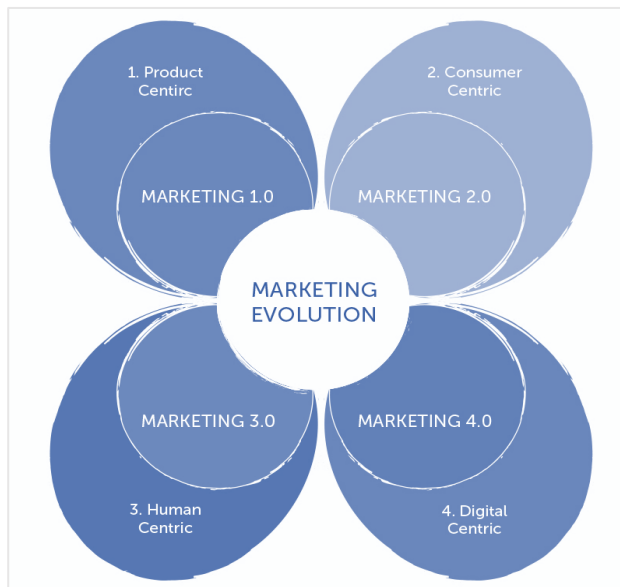 1. Product
Centirc
MARKETING 1.0
2. Consumer
Centric
MARKETING 2.0
MARKETING
EVOLUTION
MARKETING 3.0
3. Human
Centric
MARKETING 4.0
4. Digital
Centric